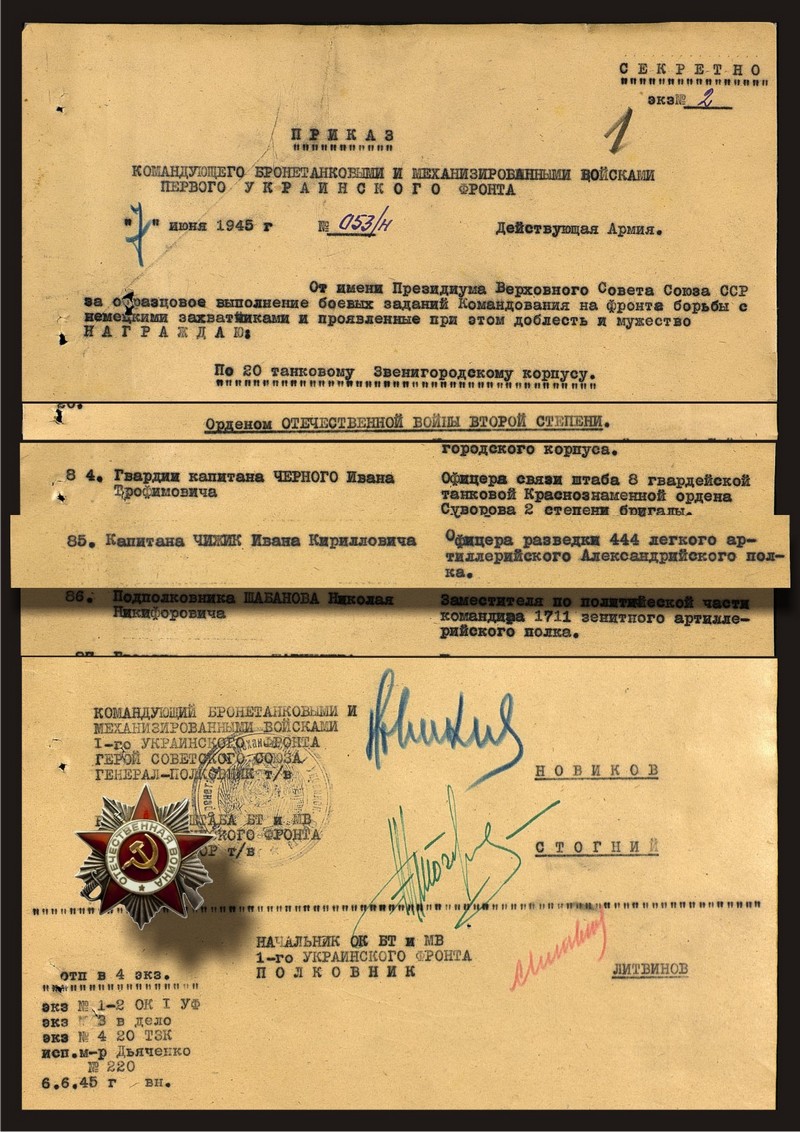 СЕКРЕТНО
экз№ 2
1
ПРИКАЗ
КОМАНДУЮЩЕГО БРОНЕТАНКОВЫМИ И МЕХАНИЗИРОВАННЫМИ ВОЙСКАМИ
ПЕРВОГО УКРАИНСКОГО ФРОНТА
"7" июня 1945 г № 053/н Действующая Армия.
От имени Президиума Верховного Совета Союза ССР
за образцовое выполнение боевых заданий Командования на фронта борьбы с
немецкими захватчиками и проявленные при этом доблесть и мужество
НАГРАЖДАЮ:
По 20 танковому Звенигородскому корпусу.
Орденом ОТЕЧЕСТВЕННОЙ ВОЙНЫ ВТОРОЙ СТЕПЕНИ.
городского корпуса.
8 4. Гвардии капитана ЧЕРНОГО Ивана Офицера связи штаба 8 гвардейской
Трофимовича танковой Краснознаменной ордена
Суворова 2 степени бригады.
85. Капитана ЧИЖИК Ивана Кирилловича Офицера разведки 444 легкого ар-
тиллерийского Александрийского пол-
ка.
86. Подполковника ШАБАНОВА Николая Заместителя по политической части
Никифоровича командира 1711 зенитного артилле-
рийского полка.
КОМАНДУЮЩИЙ БРОНЕТАНКОВЫМИ И
МЕХАНИЗИРОВАННЫМИ ВОЙСКАМИ
I-го УКРАИНСКОГО ФРОНТА
ГЕРОЙ СОВЕТСКОГО СОЮЗА
ГЕНЕРАЛ-ПОЛКОВНИК т/в
НОВИКОВ
ШТАБА БТ и МВ
ФРОНТА
т/в
СТОГНИЙ
ОТЕЧЕСТВЕННАЯ ВОЙНА
НАЧАЛЬНИК ОК БТ и МВ
1-го УКРАИНСКОГО ФРОНТА
ПОЛКОВНИК ЛИТВИНОВ
отп в 4 экз.
экз № 1-2 ОК I УФ
экз № 3 в дело
экз № 4 20 ТЗК
исп.м-р Дьяченко
№ 220
6.6.45 г вн.